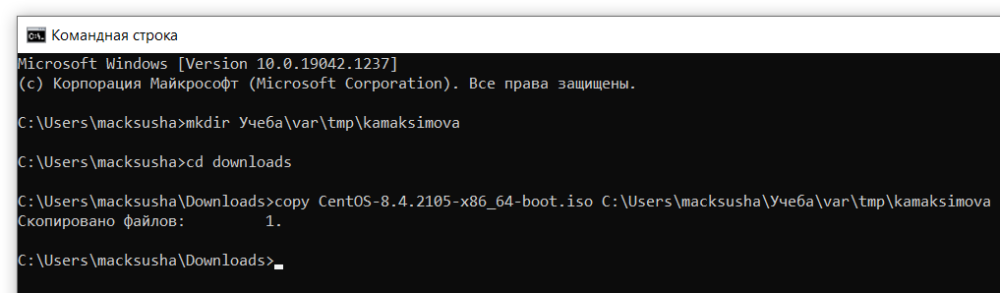 Командная строка
Microsoft Windows [Version 10.0.19042.1237]
(c) Корпорация Майкрософт (Microsoft Corporation). Все права защищены.
C:\Users\macksusha>mkdir Учеба\var\tmp\kamaksimova
C:\Users\macksusha>cd downloads
C:\Users\macksusha\Downloads>copy CentOS-8.4.2105-x86_64-boot.iso C:\Users\macksusha\Учеба\var\tmp\kamaksimova
Скопировано файлов:         1.
C:\Users\macksusha\Downloads>